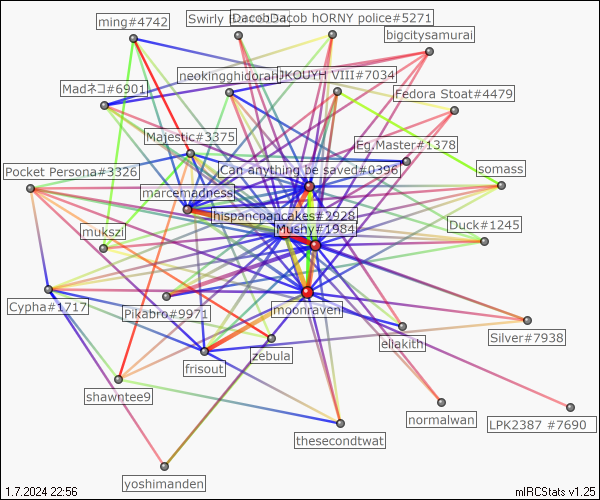 ming#4742
Swirly
DacobDacob hORNY police#5271
bigcitysamurai
neokingghidorah
JKOUYH VIII#7034
Madネコ#6901
Fedora Stoat#4479
Majestic#3375
Eg.Master#1378
Pocket Persona#3326
Can anything be saved#0396
somass
marcemadness
hispanchpancakes#2928
mukszi
Mushy#1984
Duck#1245
Cypha#1717
Pikabro#9971
moonraven
eliakith
Silver#7938
zebula
frisout
shawntee9
normalwan
LPK2387 #7690
thesecondtwat
yoshimanden
1.7.2024 22:56
mIRCStats v1.25